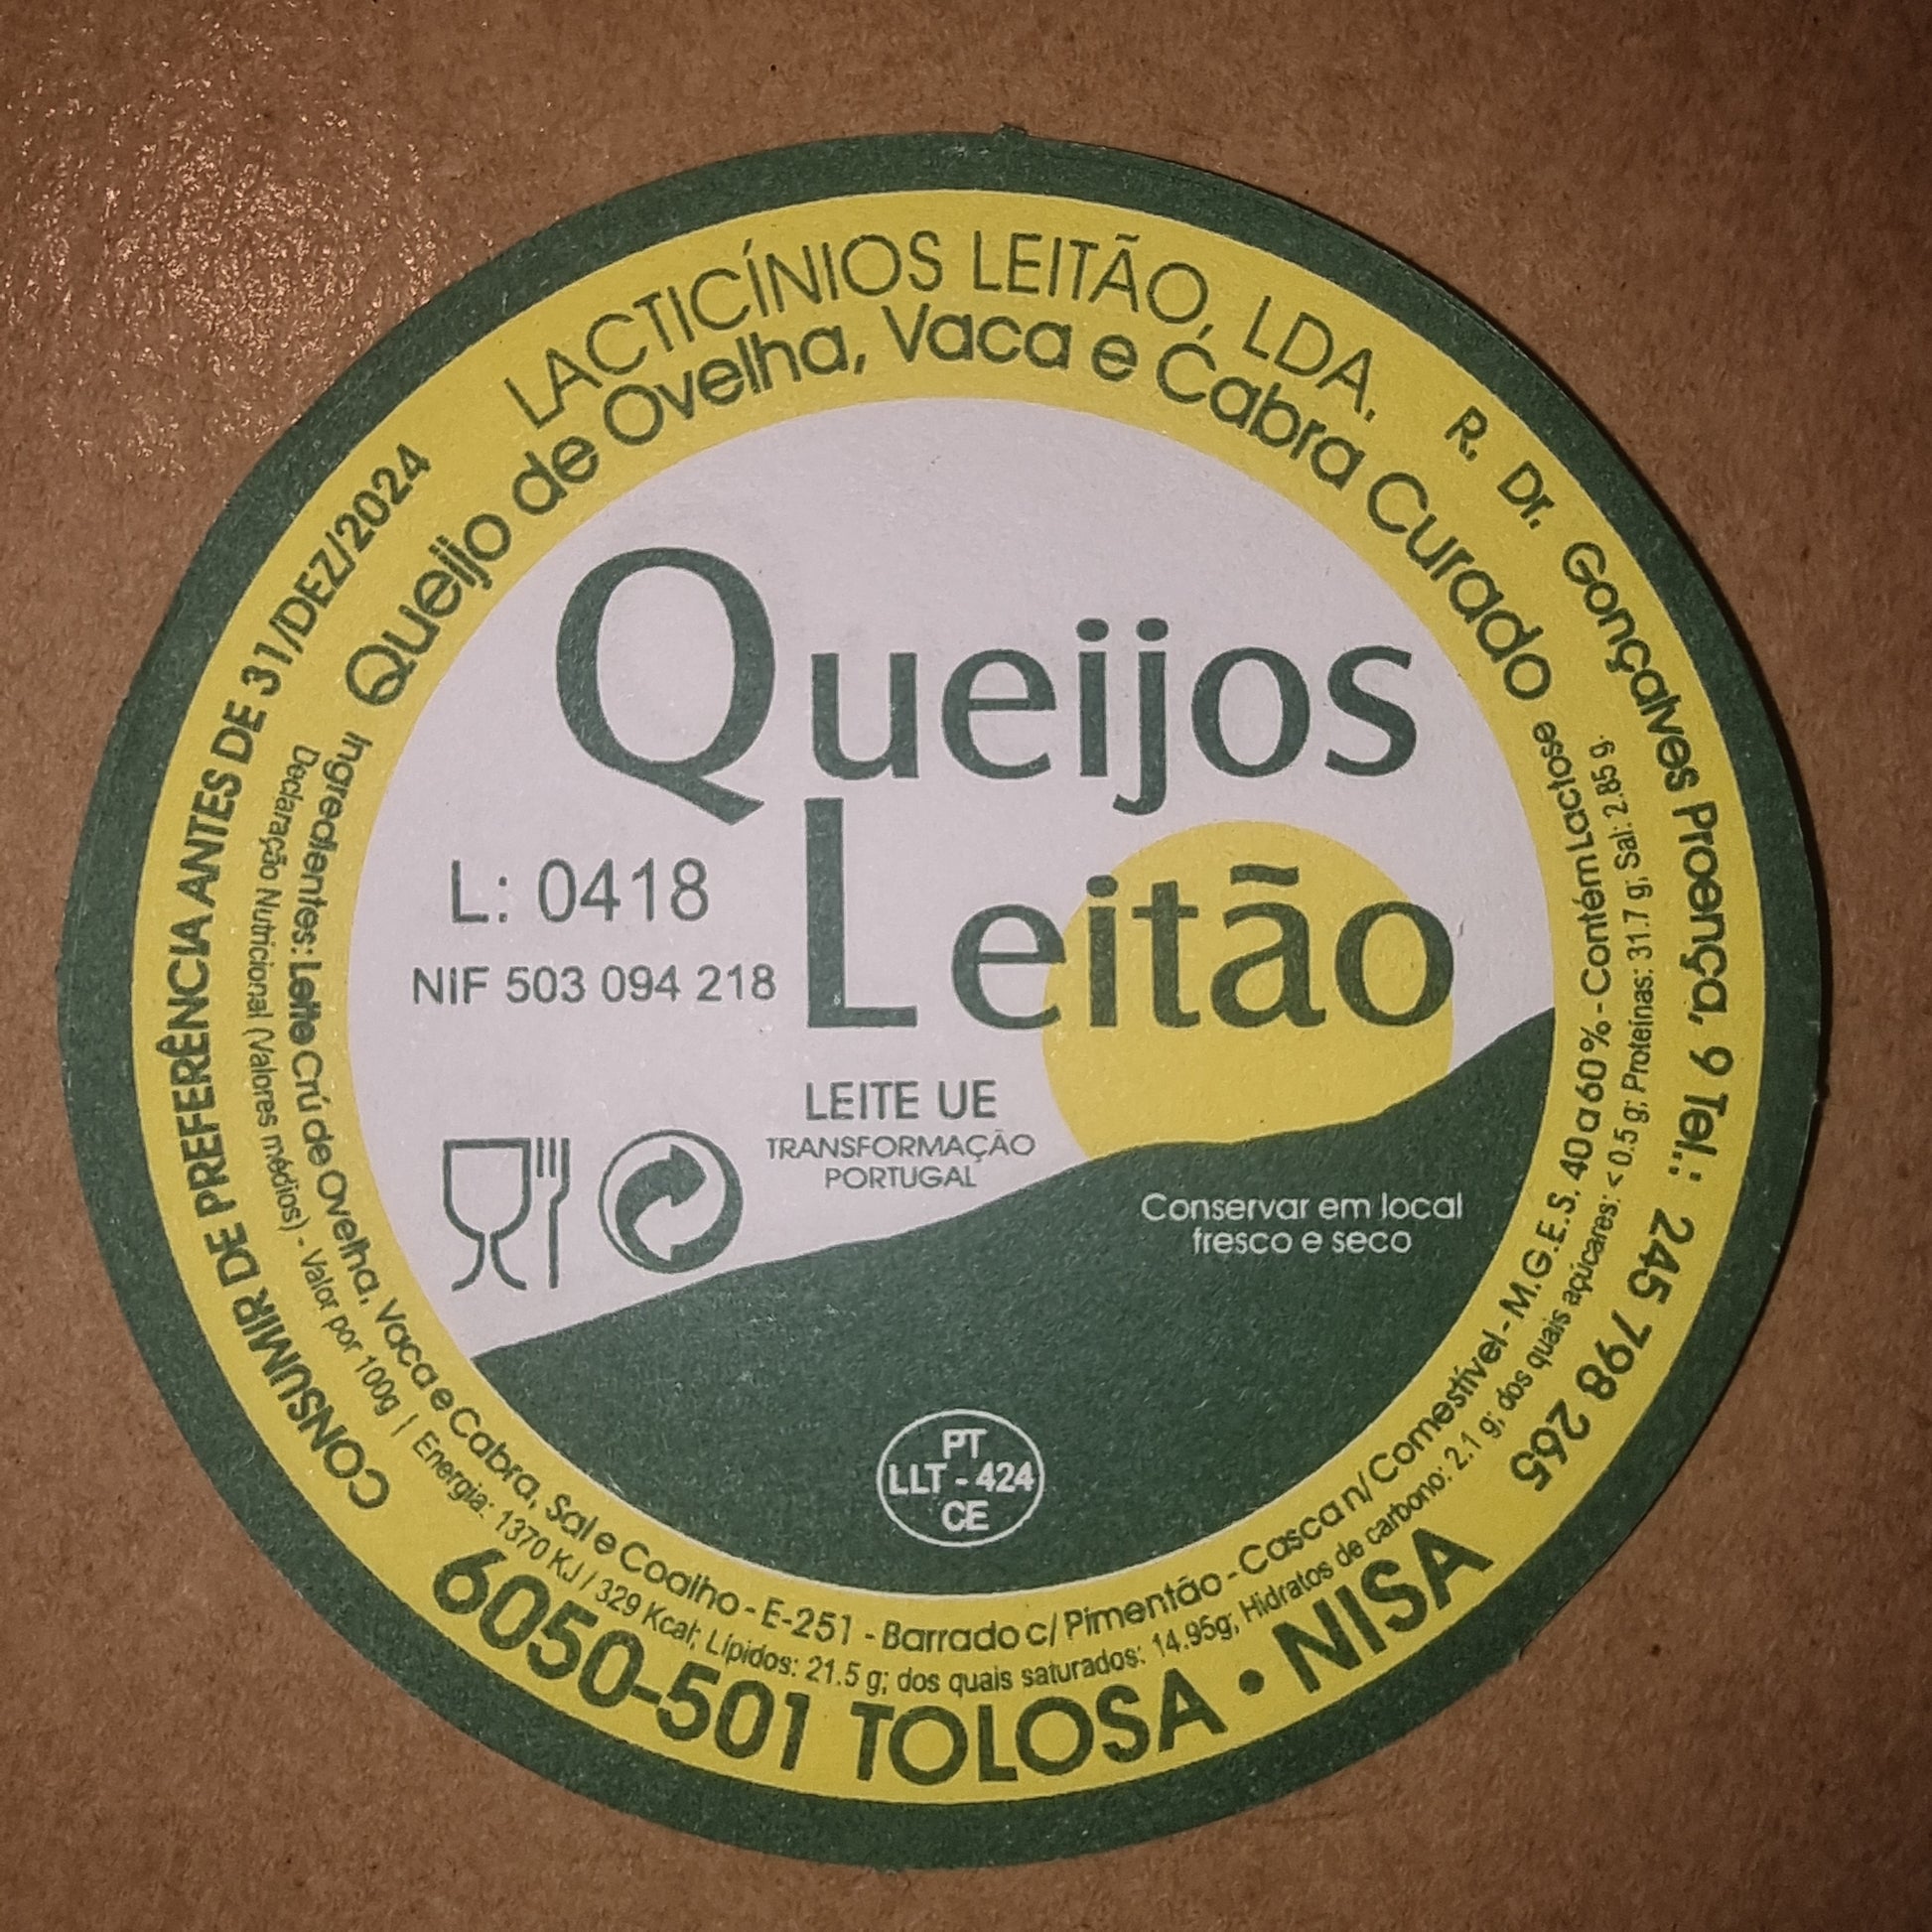 LACTICÍNIOS LEITÃO, LDA.
Queijo de Ovelha, Vaca e Cabra Curado
R. Dr. Gonçalves Proença, 9 Tel.: 245 798 265
6050-501 TOLOSA • NISA
CONSUMIR DE PREFERÊNCIA ANTES DE 31/DEZ/2024
Ingredientes: Leite Crú de Ovelha, Vaca e Cabra, Sal e Coalho - E-251 - Barrado c/ Pimentão - Casca n/ Comestível - M.G.E.S. 40 a 60% - Contém Lactose
Declaração Nutricional (Valores médios) - Valor por 100g | Energia: 1370 KJ / 329 Kcal; Lípidos: 21.5 g; dos quais saturados: 14.95g; Hidratos de carbono: 2.1 g; dos quais açúcares: < 0.5 g; Proteínas: 31.7 g; Sal: 2.85 g.
Queijos
Leitão
L: 0418
NIF 503 094 218
LEITE UE
TRANSFORMAÇÃO
PORTUGAL
Conservar em local
fresco e seco
PT
LLT - 424
CE